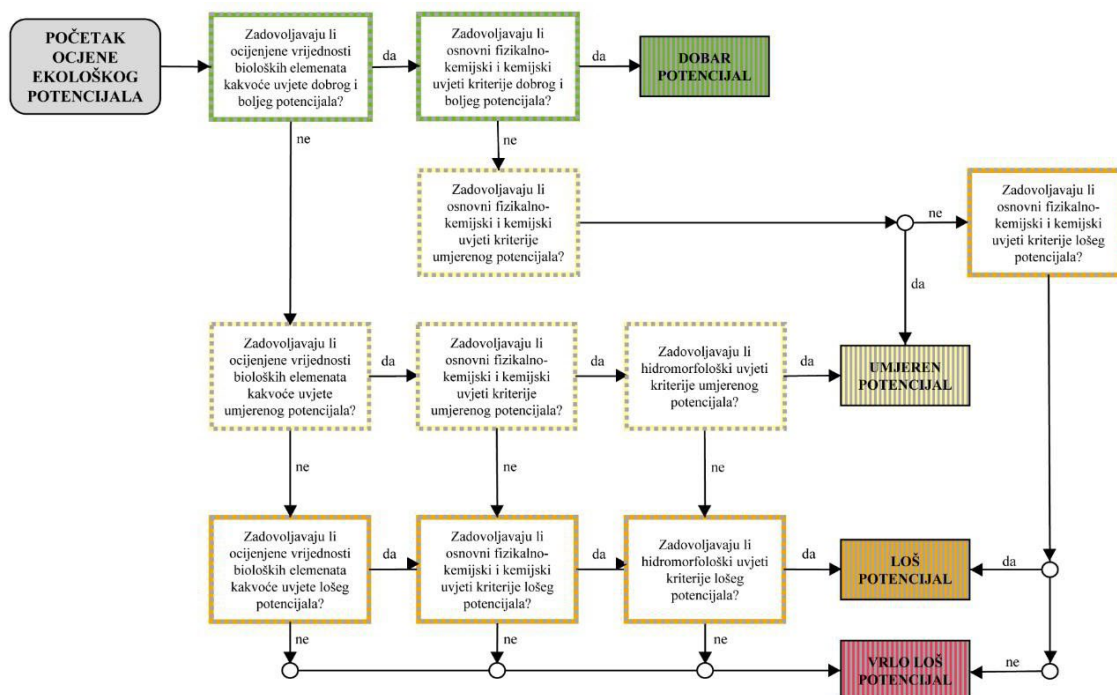 POČETAK
OCJENE
EKOLOŠKOG
POTENCIJALA
Zadovoljavaju li
ocijenjene vrijednosti
bioloških elemenata
kakvoće uvjete dobrog i
boljeg potencijala?
da
Zadovoljavaju li
osnovni fizikalno-
kemijski i kemijski
uvjeti kriterije dobrog i
boljeg potencijala?
da
DOBAR
POTENCIJAL
ne
ne
Zadovoljavaju li
osnovni fizikalno-
kemijski i kemijski
uvjeti kriterije
umjerenog potencijala?
ne
Zadovoljavaju li
osnovni fizikalno-
kemijski i kemijski
uvjeti kriterije lošeg
potencijala?
da
Zadovoljavaju li
ocijenjene vrijednosti
bioloških elemenata
kakvoće uvjete
umjerenog potencijala?
da
Zadovoljavaju li
osnovni fizikalno-
kemijski i kemijski
uvjeti kriterije
umjerenog potencijala?
da
Zadovoljavaju li
hidromorfološki uvjeti
kriterije umjerenog
potencijala?
da
UMJEREN
POTENCIJAL
ne
ne
ne
Zadovoljavaju li
ocijenjene vrijednosti
bioloških elemenata
kakvoće uvjete lošeg
potencijala?
da
Zadovoljavaju li
osnovni fizikalno-
kemijski i kemijski
uvjeti kriterije lošeg
potencijala?
da
Zadovoljavaju li
hidromorfološki uvjeti
kriterije lošeg
potencijala?
da
LOŠ
POTENCIJAL
da
ne
ne
ne
VRLO LOŠ
POTENCIJAL
ne